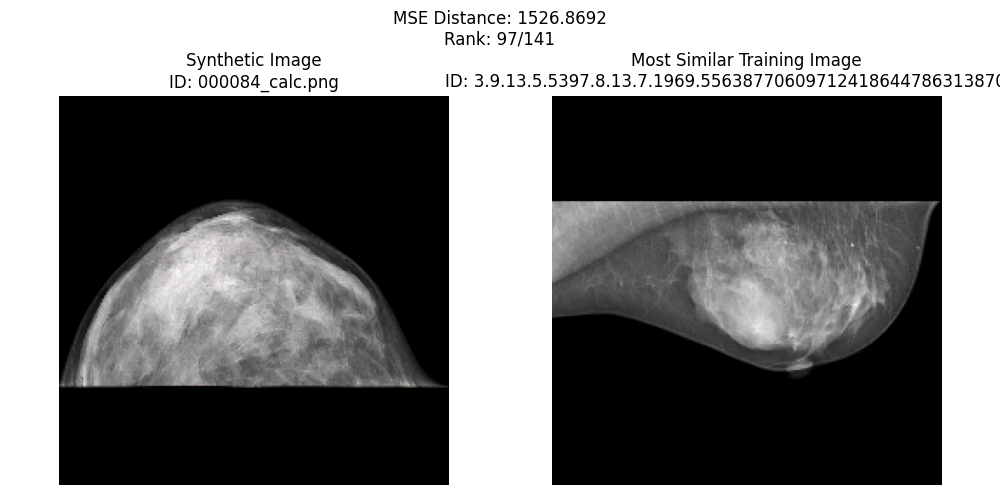 MSE Distance: 1526.8692
Rank: 97/141
Synthetic Image
ID: 000084_calc.png
Most Similar Training Image
ID: 3.9.13.5.5397.8.13.7.1969.55638770609712418644786313870